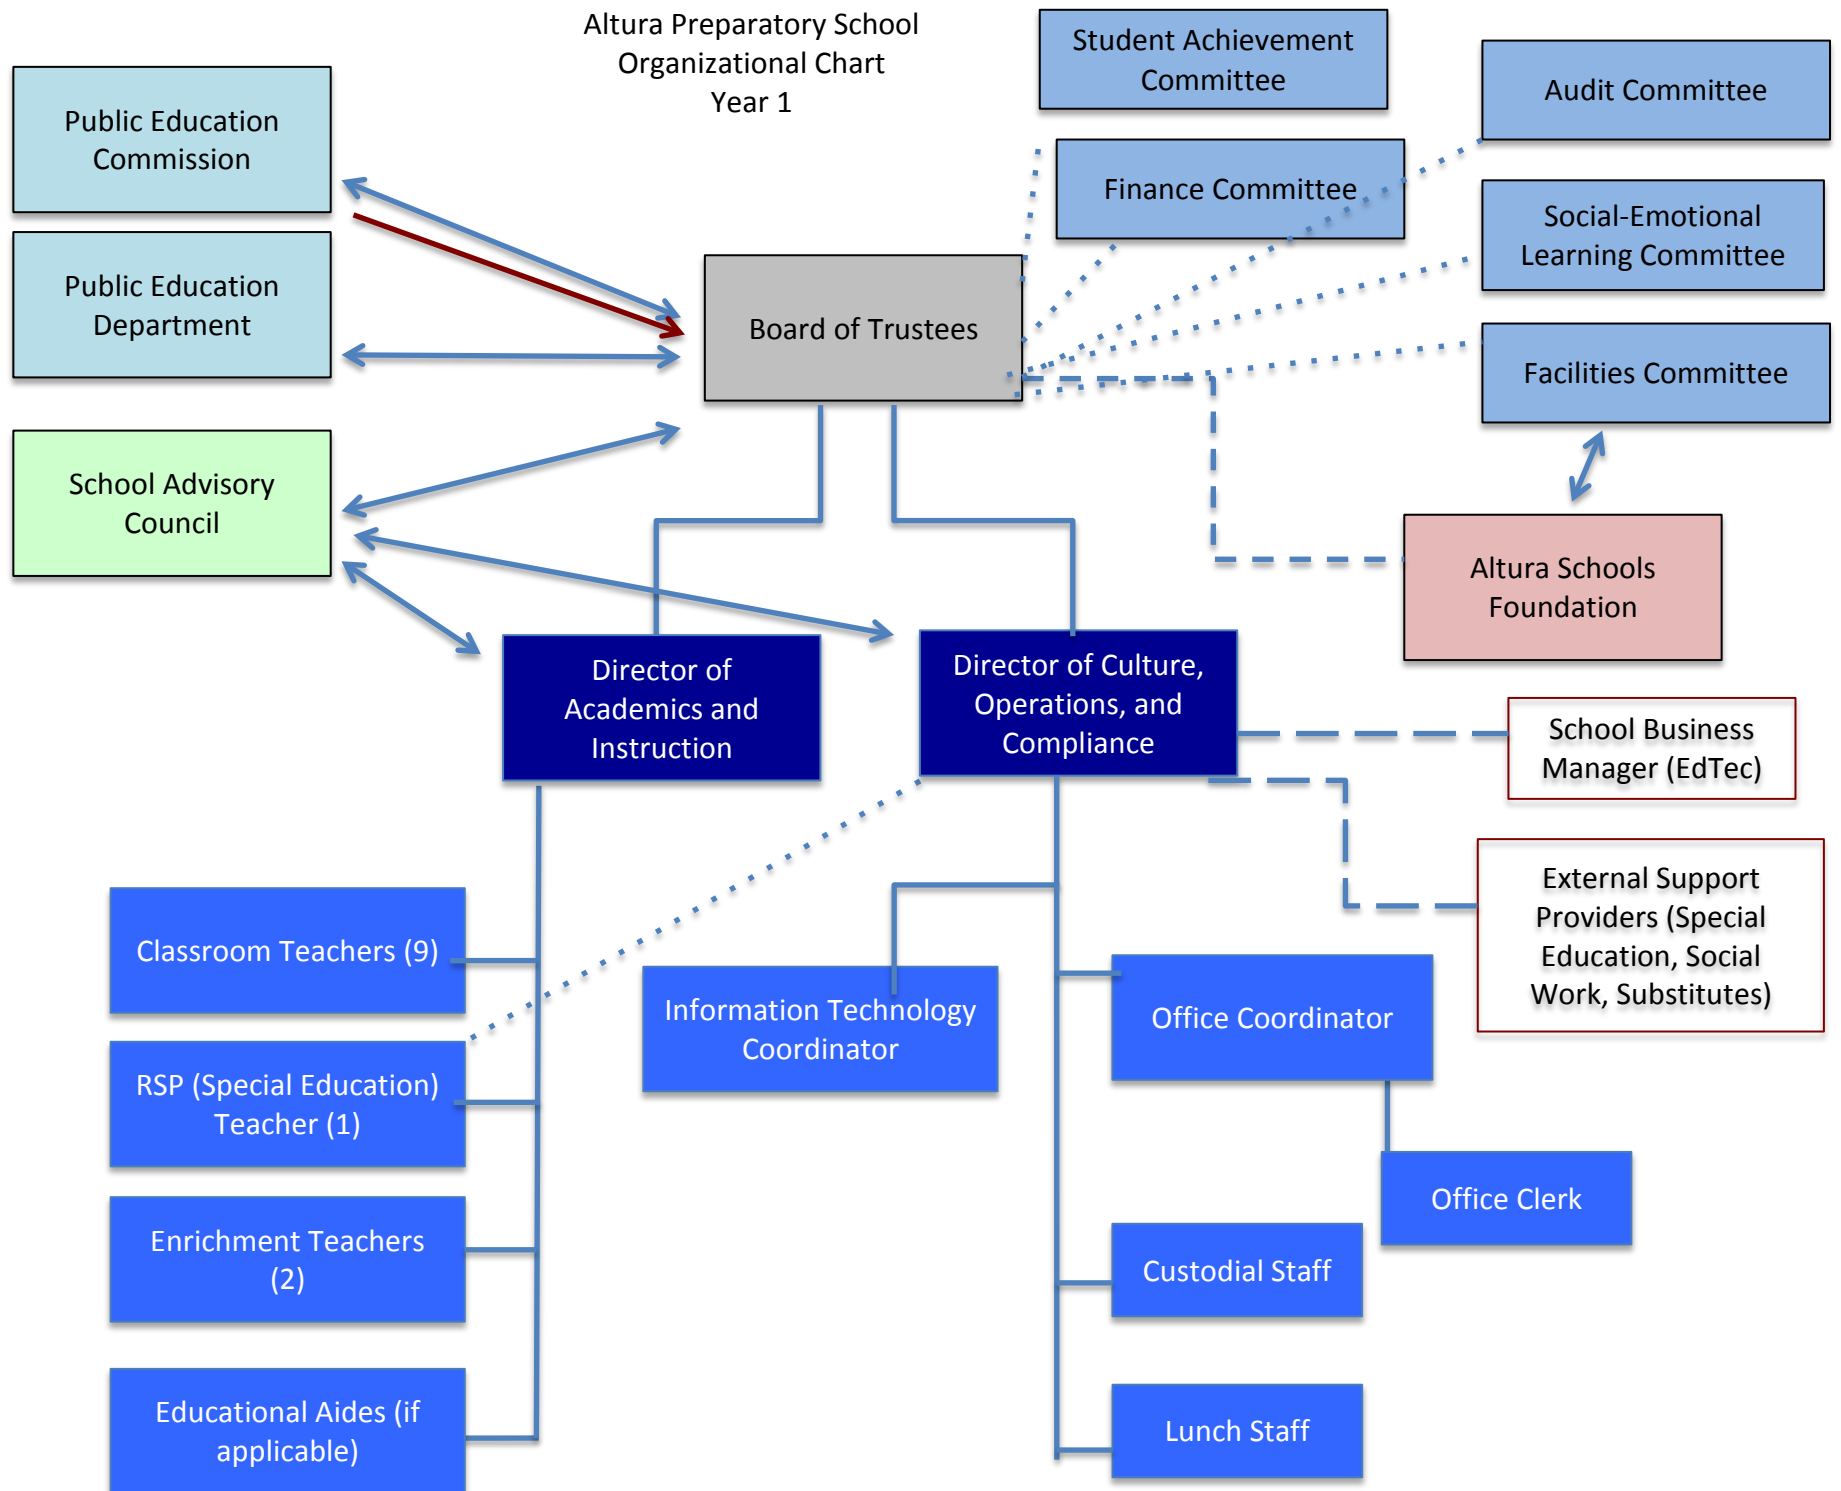 Altura Preparatory School
Organizational Chart
Year 1
Student Achievement
Committee
Audit Committee
Public Education
Commission
Finance Committee
Social-Emotional
Learning Committee
Public Education
Department
Board of Trustees
Facilities Committee
School Advisory
Council
Altura Schools
Foundation
Director of
Academics and
Instruction
Director of Culture,
Operations, and
Compliance
School Business
Manager (EdTec)
External Support
Providers (Special
Education, Social
Work, Substitutes)
Classroom Teachers (9)
Information Technology
Coordinator
Office Coordinator
RSP (Special Education)
Teacher (1)
Office Clerk
Enrichment Teachers
(2)
Custodial Staff
Educational Aides (if
applicable)
Lunch Staff